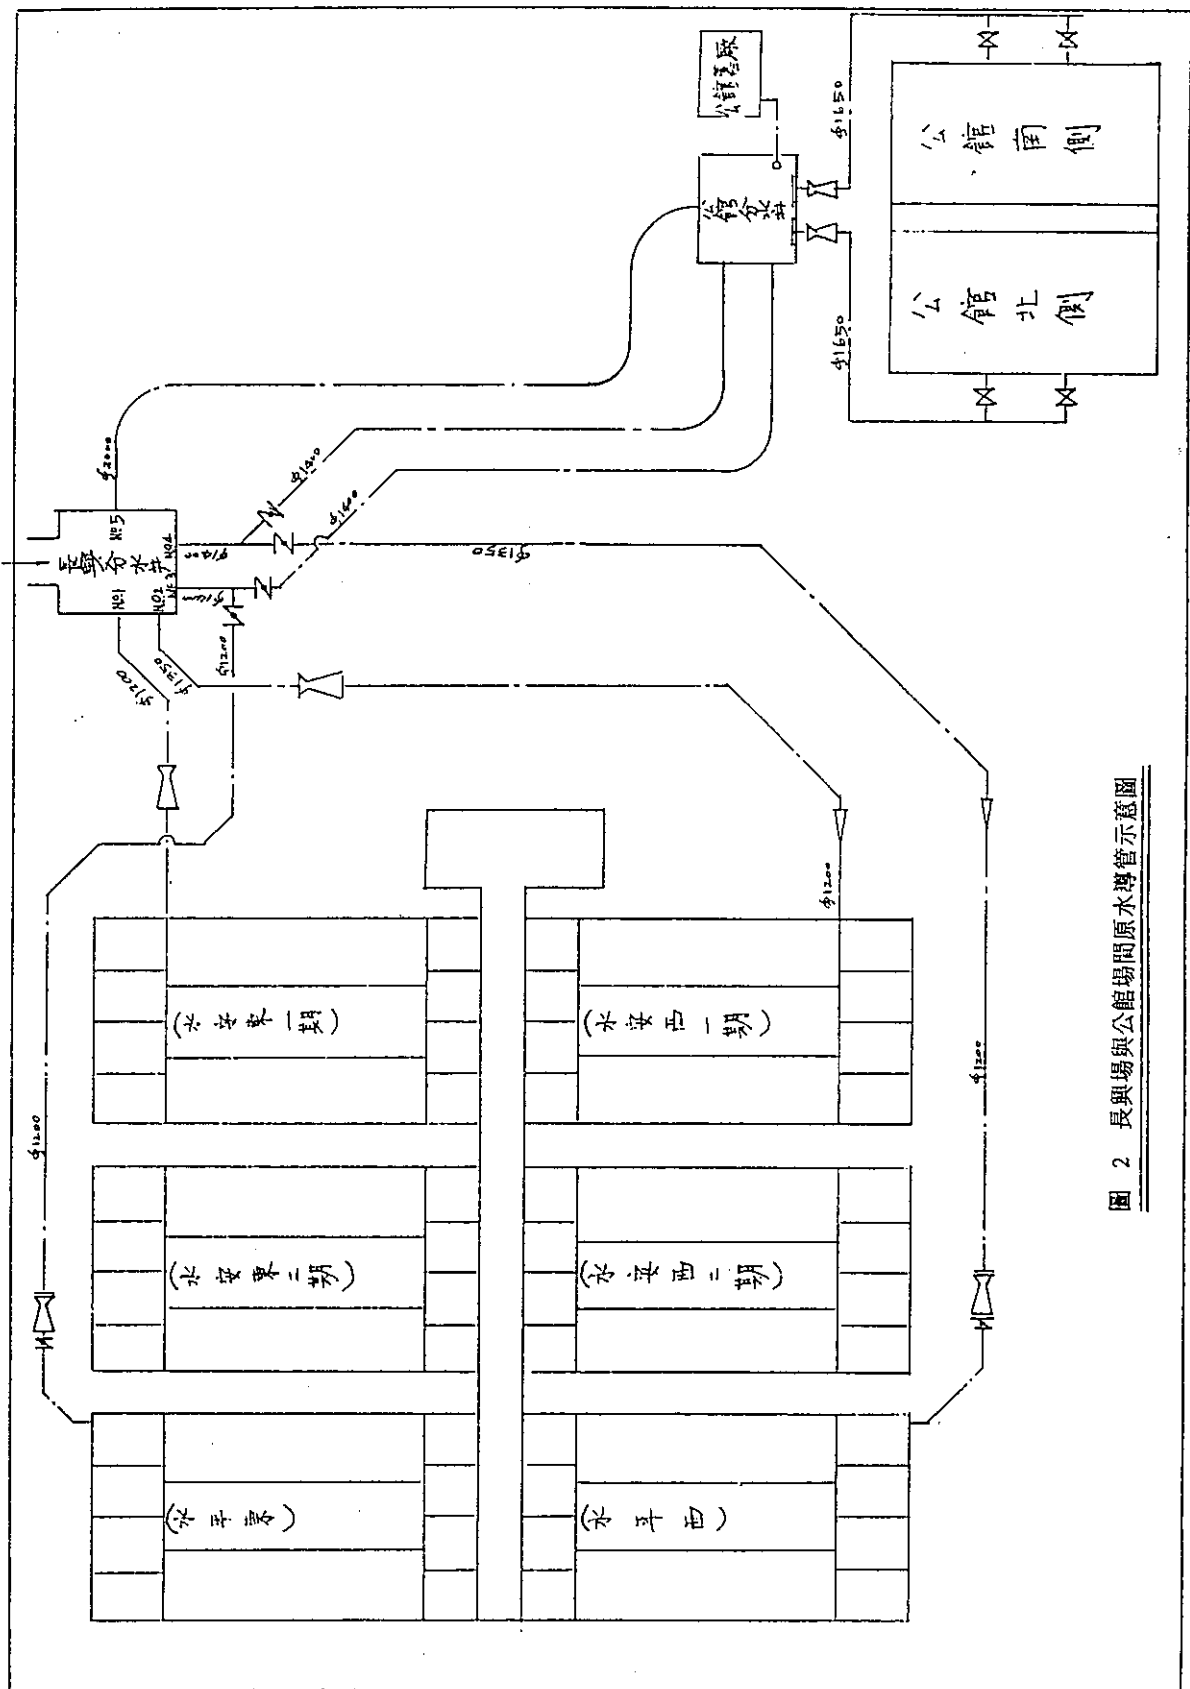 公館舊廠
公館分水井
φ1650
φ1650
公館南側
公館北側
φ2000
No5
No4
No3
No2
No1
長興分水井
φ1400
φ1400
φ1400
φ1350
φ1200
φ1350
φ1200
φ1200
φ1200
φ1200
(水安東一期)
(水安西一期)
(水安東二期)
(水安西二期)
(水平東)
(水平西)
圖 2 長興場與公館場間原水導管示意圖